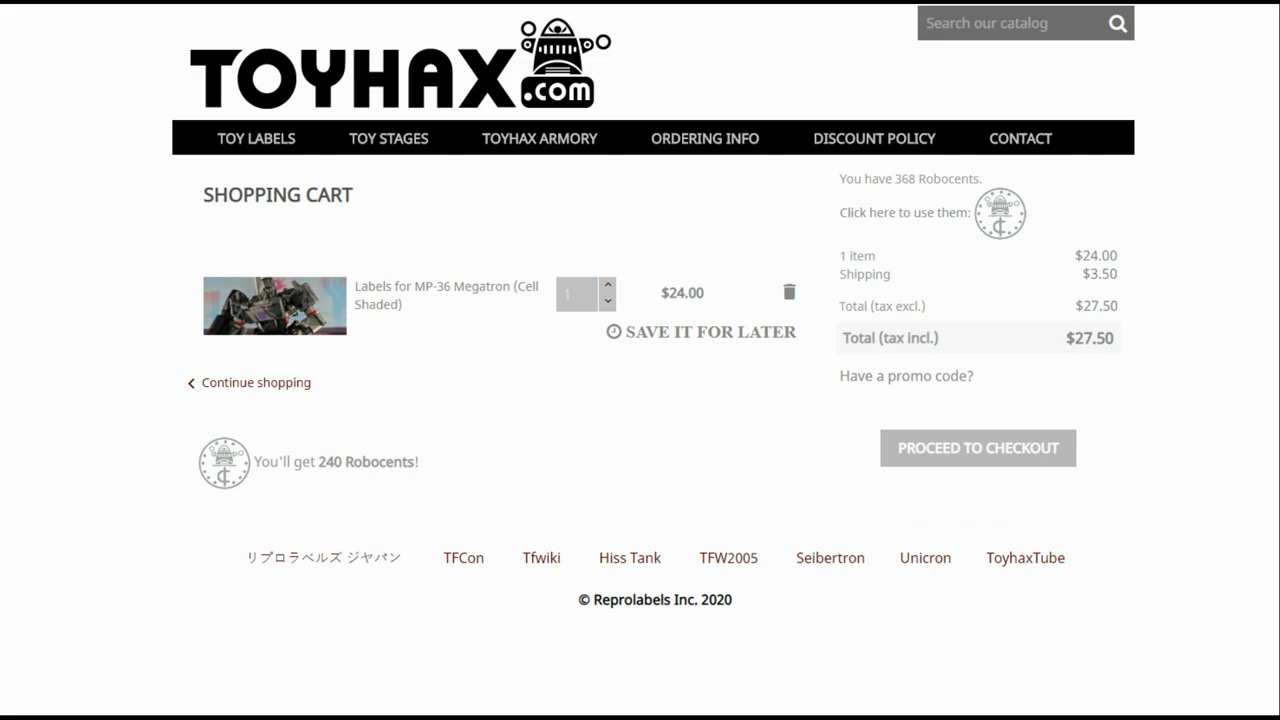 Search our catalog
TOYHAX
.com
TOY LABELS TOY STAGES TOYHAX ARMORY ORDERING INFO DISCOUNT POLICY CONTACT
SHOPPING CART
You have 368 Robocents.
Click here to use them:
1 item $24.00
Shipping $3.50
Total (tax excl.) $27.50
Total (tax incl.) $27.50
Have a promo code?
PROCEED TO CHECKOUT
Labels for MP-36 Megatron (Cell
Shaded)
1
$24.00
SAVE IT FOR LATER
Continue shopping
You'll get 240 Robocents!
リプロラベルズ ジャパン TFCon Tfwiki Hiss Tank TFW2005 Seibertron Unicron ToyhaxTube
© Reprolabels Inc. 2020